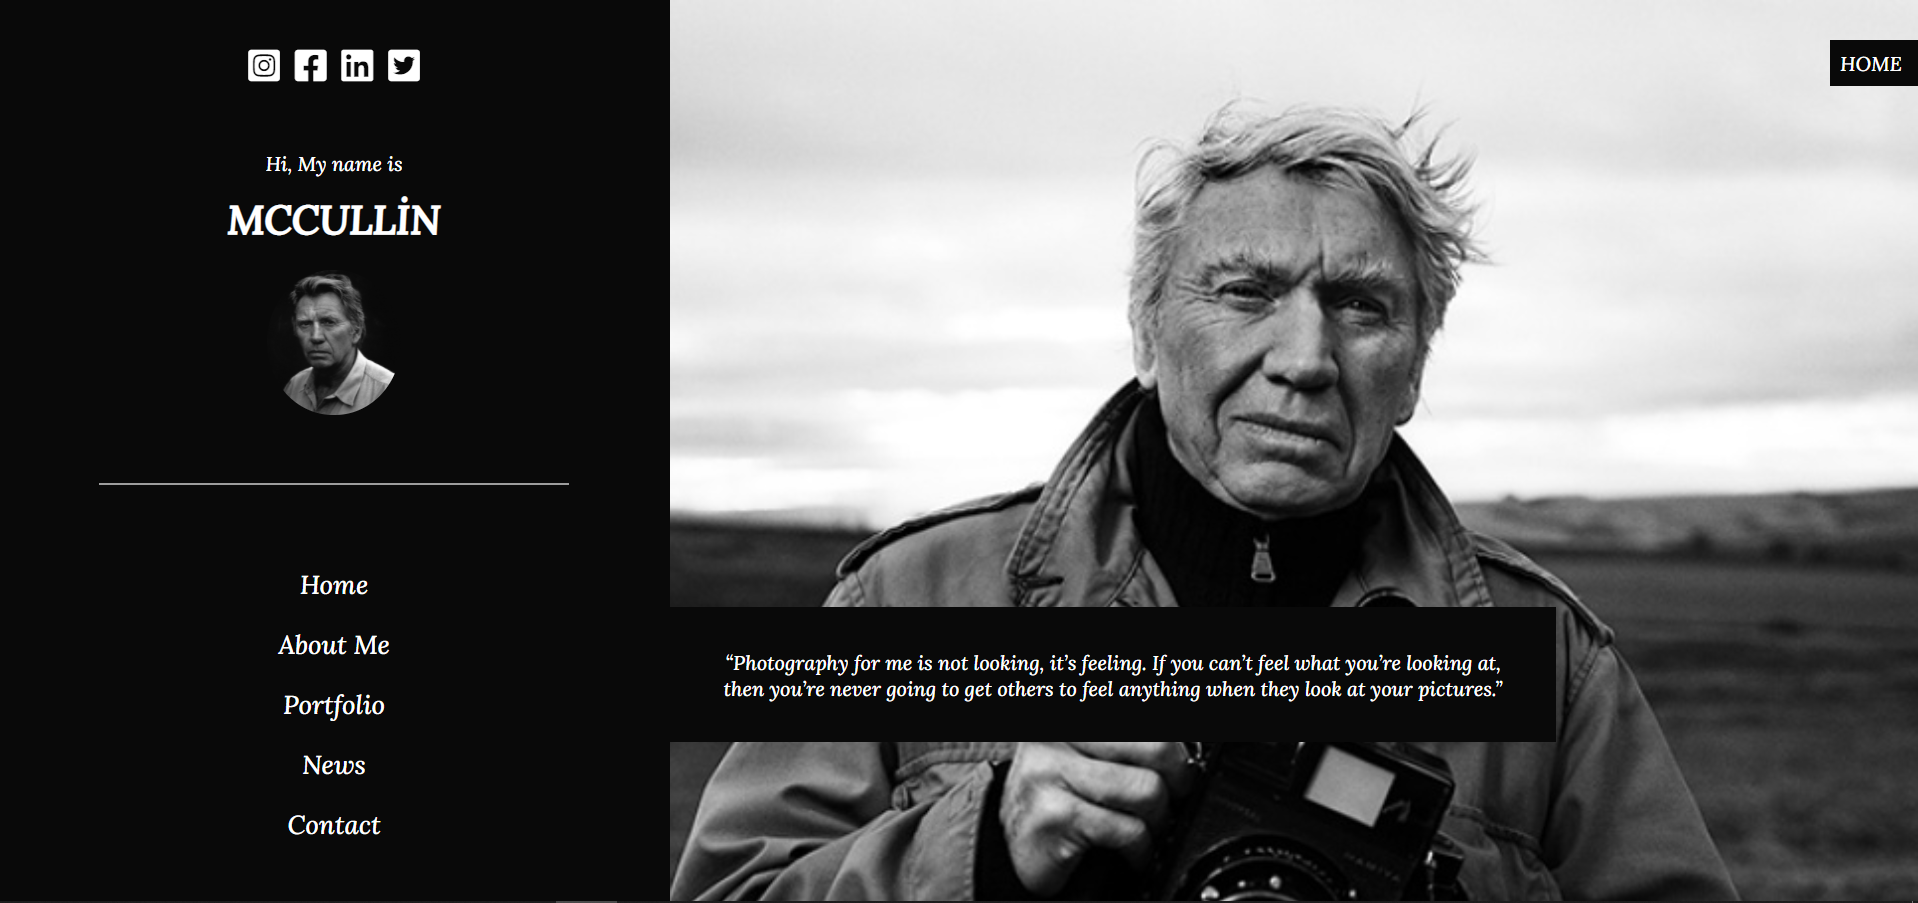 Hi, My name is
MCCULLİN
Home
About Me
Portfolio
News
Contact
HOME
“Photography for me is not looking, it’s feeling. If you can’t feel what you’re looking at,
then you’re never going to get others to feel anything when they look at your pictures.”